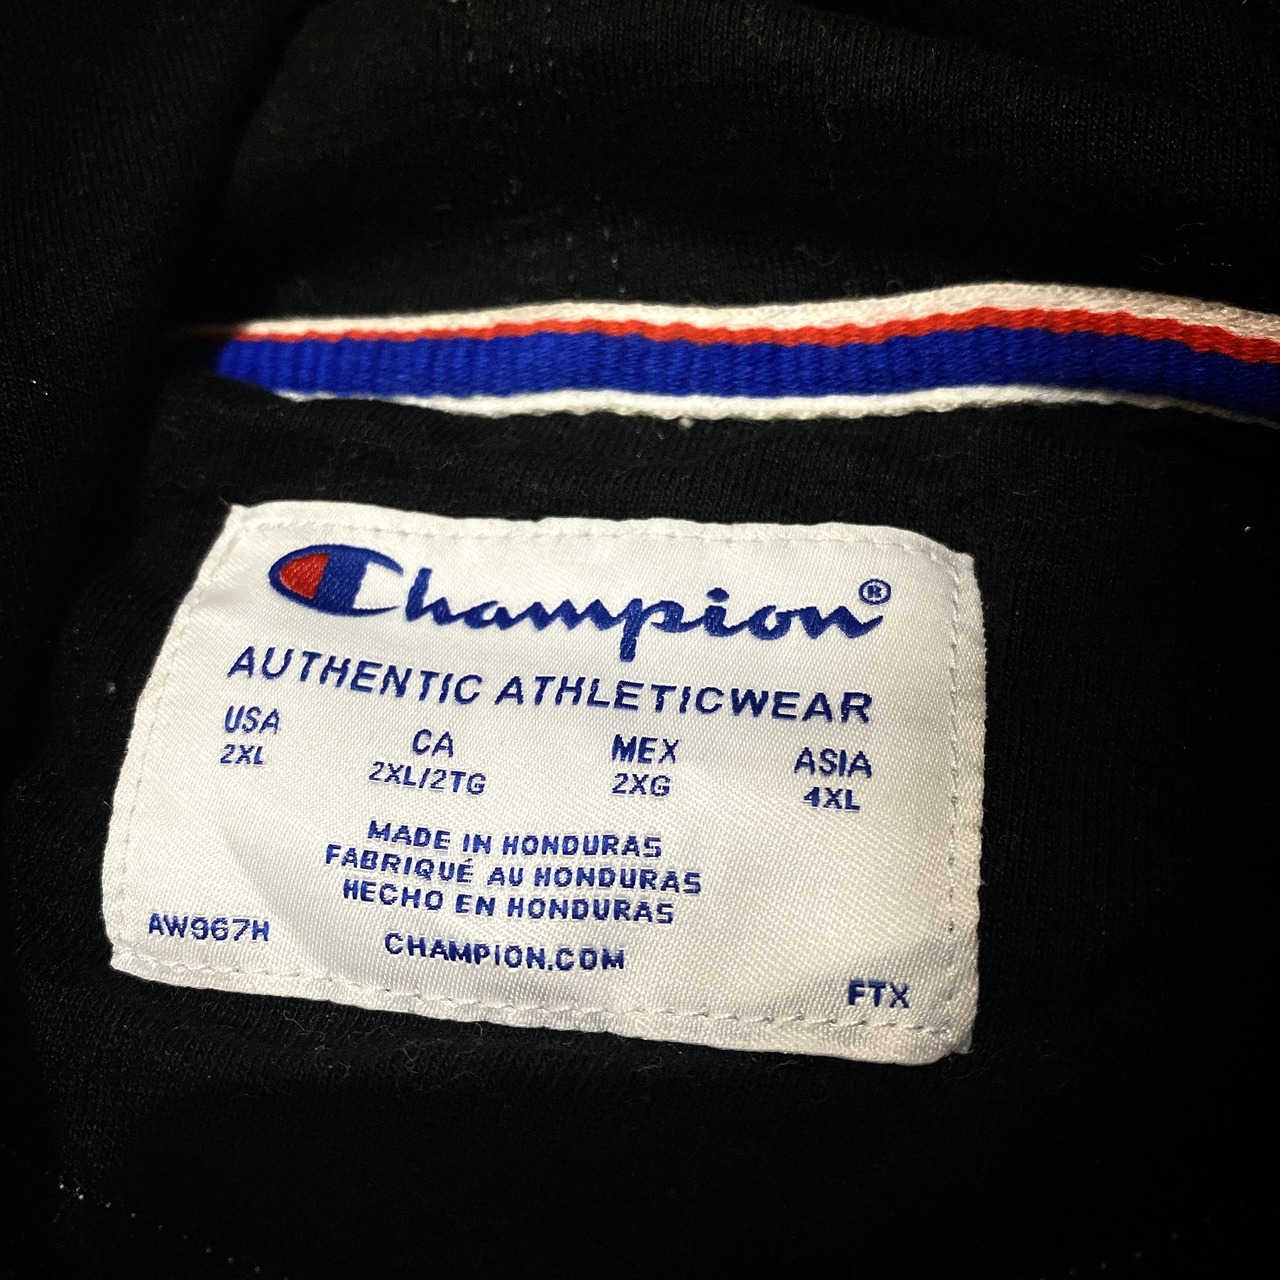 Champion®
AUTHENTIC ATHLETICWEAR
USA CA MEX ASIA
2XL 2XL/2TG 2XG 4XL
MADE IN HONDURAS
FABRIQUÉ AU HONDURAS
HECHO EN HONDURAS
AW967H CHAMPION.COM FTX